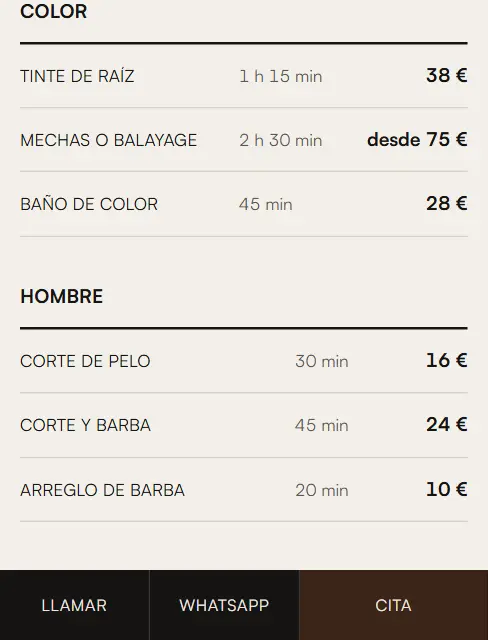 COLOR
TINTE DE RAÍZ 1 h 15 min 38 €
MECHAS O BALAYAGE 2 h 30 min desde 75 €
BAÑO DE COLOR 45 min 28 €
HOMBRE
CORTE DE PELO 30 min 16 €
CORTE Y BARBA 45 min 24 €
ARREGLO DE BARBA 20 min 10 €
LLAMAR WHATSAPP CITA